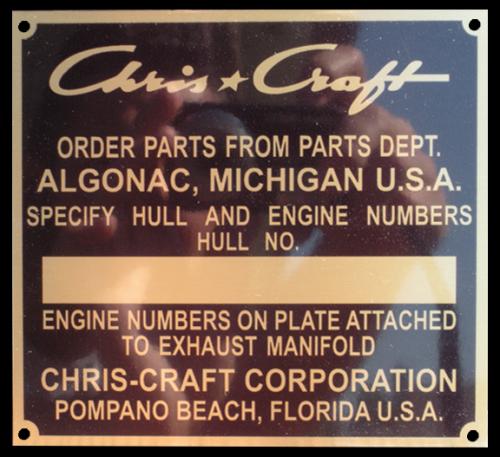 Chris★Craft
ORDER PARTS FROM PARTS DEPT.
ALGONAC, MICHIGAN U.S.A.
SPECIFY HULL AND ENGINE NUMBERS
HULL NO.
ENGINE NUMBERS ON PLATE ATTACHED
TO EXHAUST MANIFOLD
CHRIS-CRAFT CORPORATION
POMPANO BEACH, FLORIDA U.S.A.